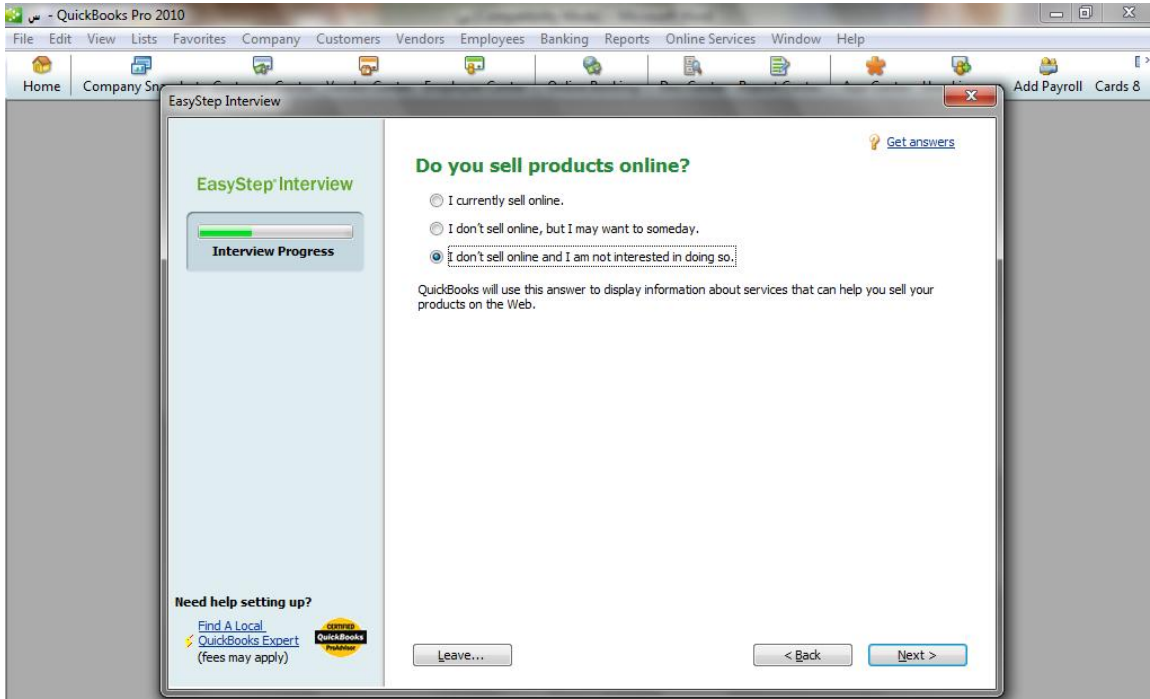 س - QuickBooks Pro 2010
File Edit View Lists Favorites Company Customers Vendors Employees Banking Reports Online Services Window Help
Home Company Add Payroll Cards &
EasyStep Interview
Get answers
EasyStep Interview
Interview Progress
Do you sell products online?
I currently sell online.
I don't sell online, but I may want to someday.
I don't sell online and I am not interested in doing so.
QuickBooks will use this answer to display information about services that can help you sell your
products on the Web.
Need help setting up?
Find A Local
QuickBooks Expert
(fees may apply)
CERTIFIED
QuickBooks
ProAdvisor
Leave... < Back Next >